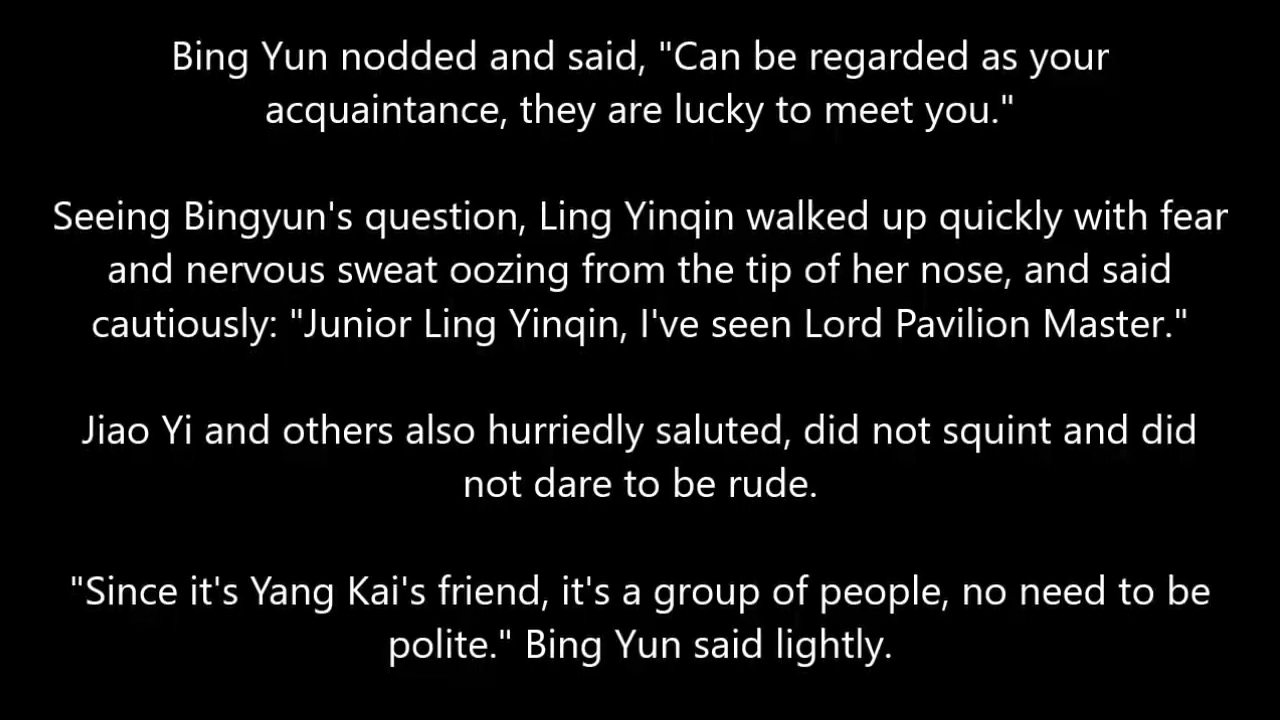 Bing Yun nodded and said, "Can be regarded as your
acquaintance, they are lucky to meet you."
Seeing Bingyun's question, Ling Yinqin walked up quickly with fear
and nervous sweat oozing from the tip of her nose, and said
cautiously: "Junior Ling Yinqin, I've seen Lord Pavilion Master."
Jiao Yi and others also hurriedly saluted, did not squint and did
not dare to be rude.
"Since it's Yang Kai's friend, it's a group of people, no need to be
polite." Bing Yun said lightly.